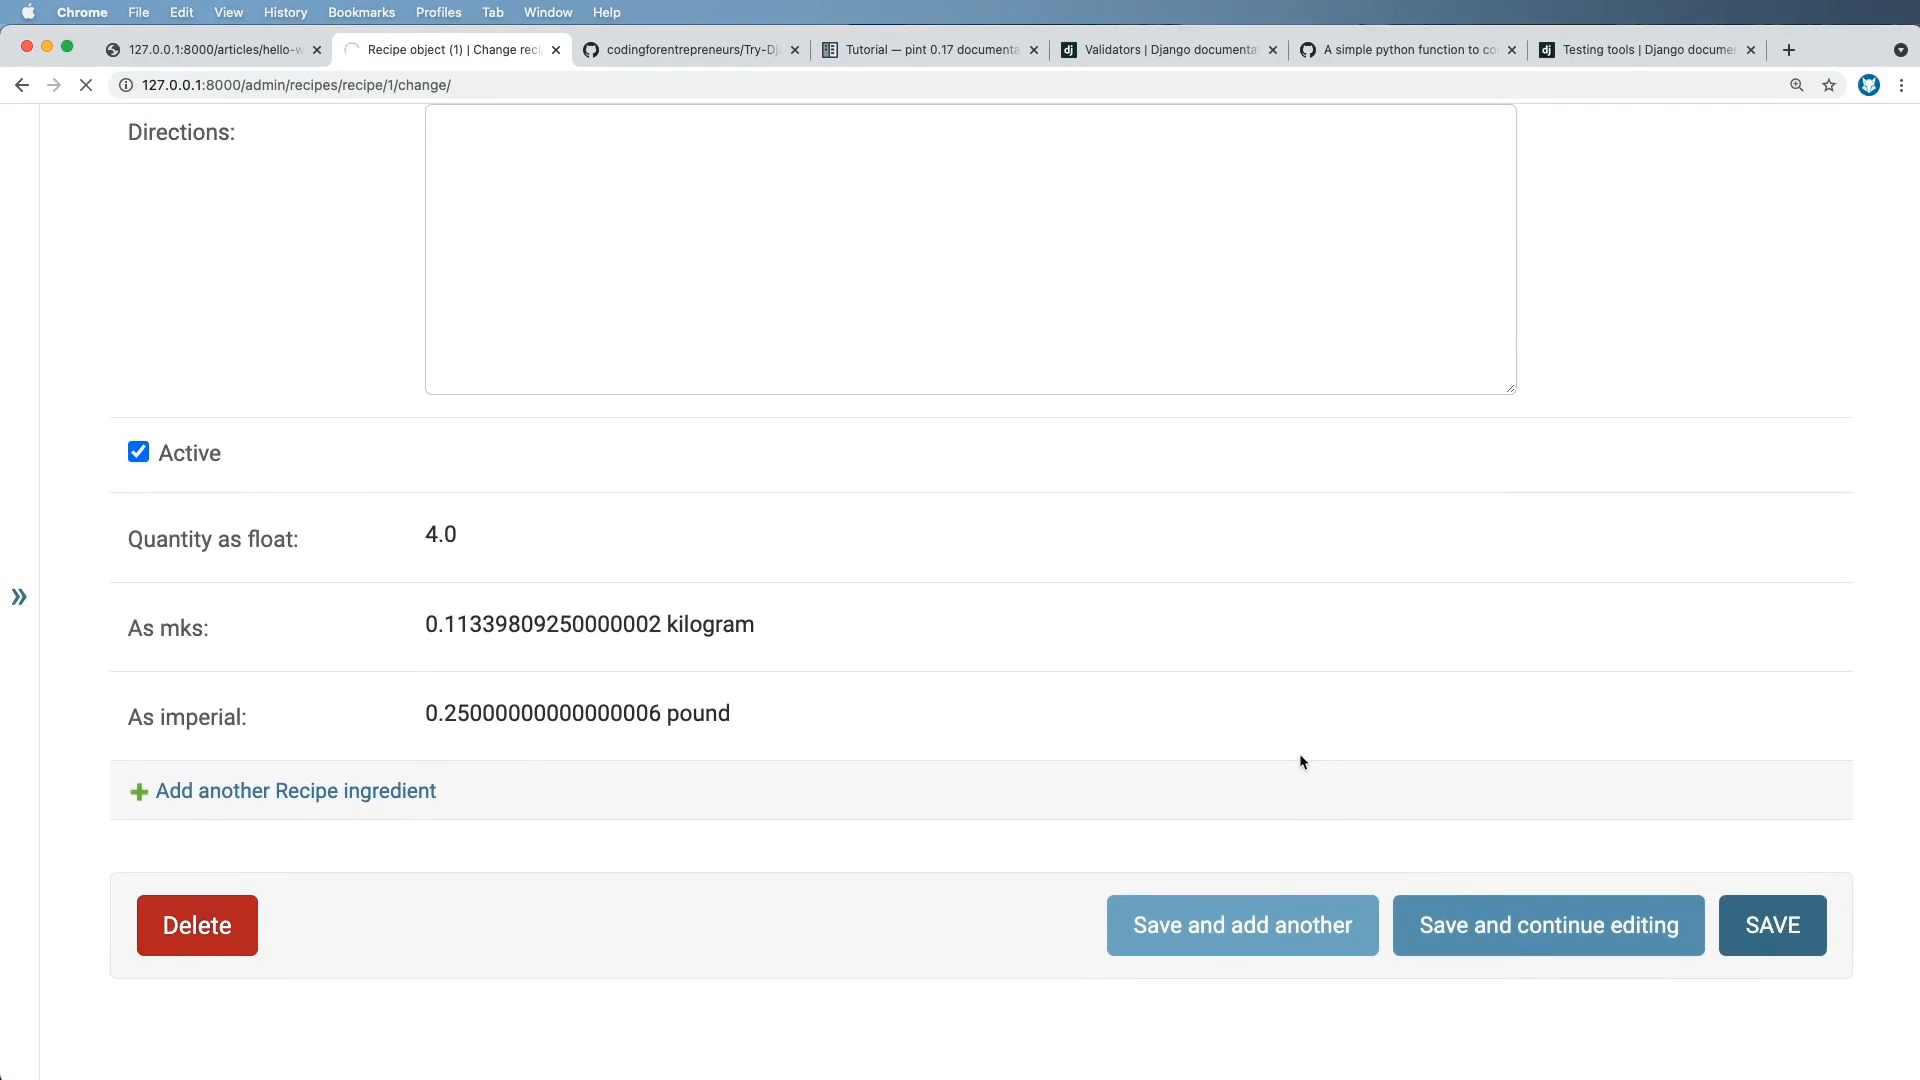 Chrome File Edit View History Bookmarks Profiles Tab Window Help
127.0.0.1:8000/articles/hello-w
Recipe object (1) | Change reci
codingforentrepreneurs/Try-Dj
Tutorial — pint 0.17 documenta
Validators | Django documenta
A simple python function to co
Testing tools | Django docume
127.0.0.1:8000/admin/recipes/recipe/1/change/
Directions:
Active
Quantity as float: 4.0
As mks: 0.11339809250000002 kilogram
As imperial: 0.25000000000000006 pound
Add another Recipe ingredient
Delete
Save and add another
Save and continue editing
SAVE